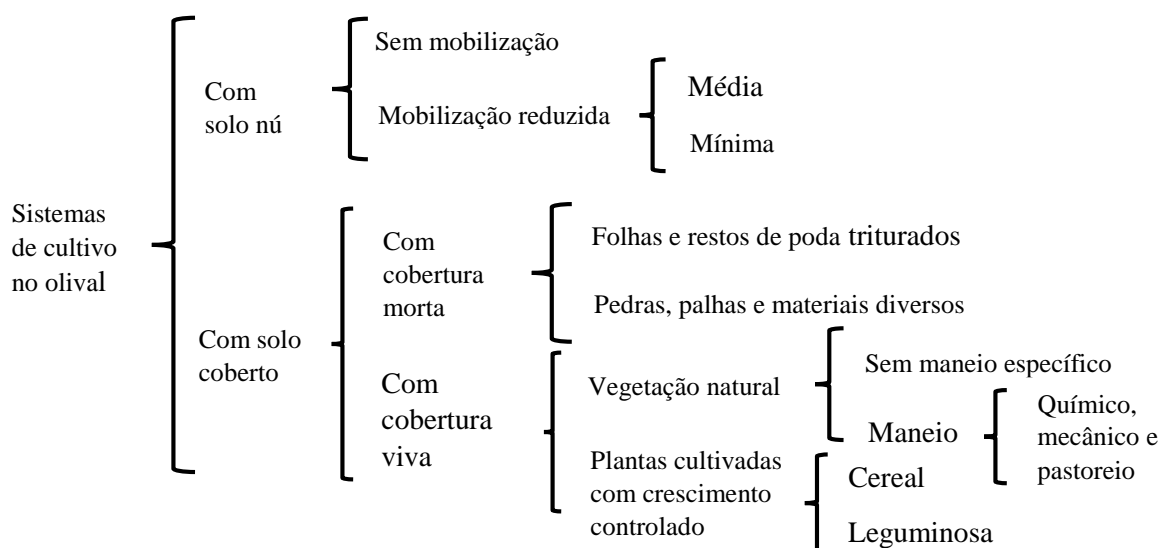 Sistemas
de cultivo
no olival
Com
solo nú
Sem mobilização
Mobilização reduzida
Média
Mínima
Com solo
coberto
Com
cobertura
morta
Folhas e restos de poda triturados
Pedras, palhas e materiais diversos
Com
cobertura
viva
Vegetação natural
Sem maneio específico
Maneio
Químico,
mecânico e
pastoreio
Plantas cultivadas
com crescimento
controlado
Cereal
Leguminosa